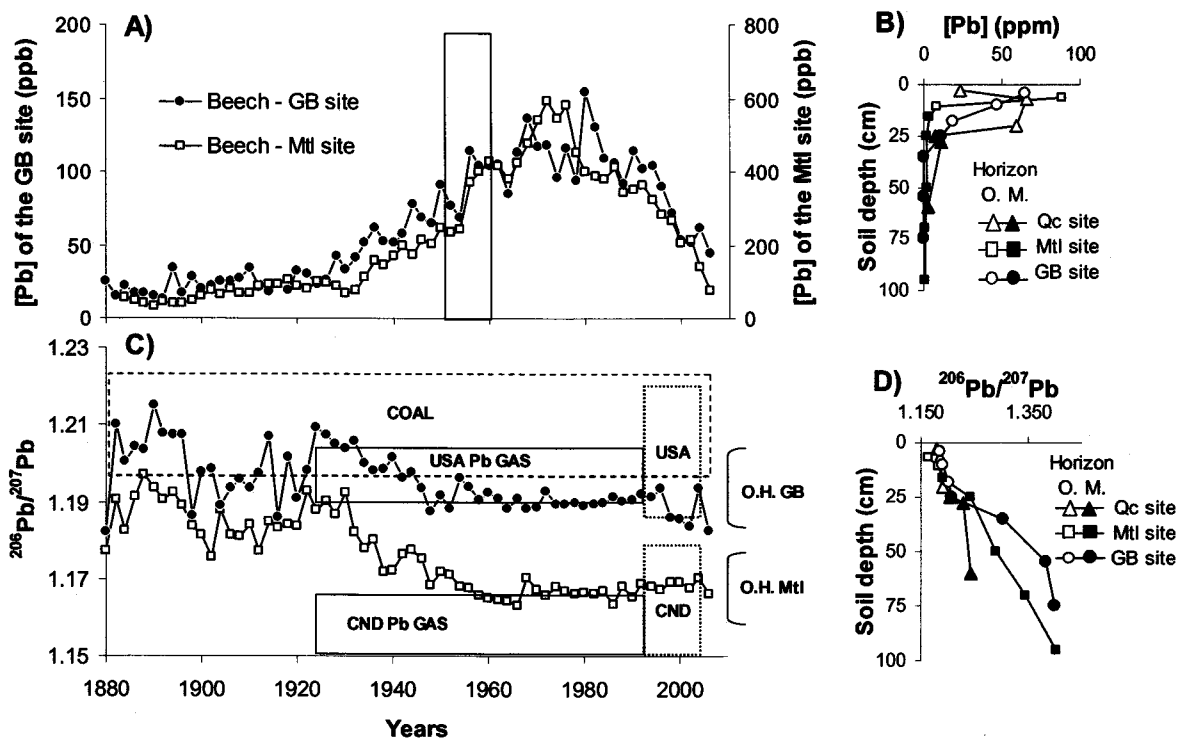 A)
[Pb] of the GB site (ppb)
200
150
100
50
0
Beech - GB site
Beech - Mtl site
800
600
400
200
0
[Pb] of the Mtl site (ppb)
B)
[Pb] (ppm)
0 50 100
Soil depth (cm)
0
25
50
75
100
Horizon
O. M.
Qc site
Mtl site
GB site
C)
²⁰⁶Pb/²⁰⁷Pb
1.23
1.21
1.19
1.17
1.15
COAL
USA Pb GAS
USA
CND Pb GAS
CND
O.H. GB
O.H. Mtl
1880 1900 1920 1940 1960 1980 2000
Years
D)
²⁰⁶Pb/²⁰⁷Pb
1.150 1.350
Soil depth (cm)
0
25
50
75
100
Horizon
O. M.
Qc site
Mtl site
GB site